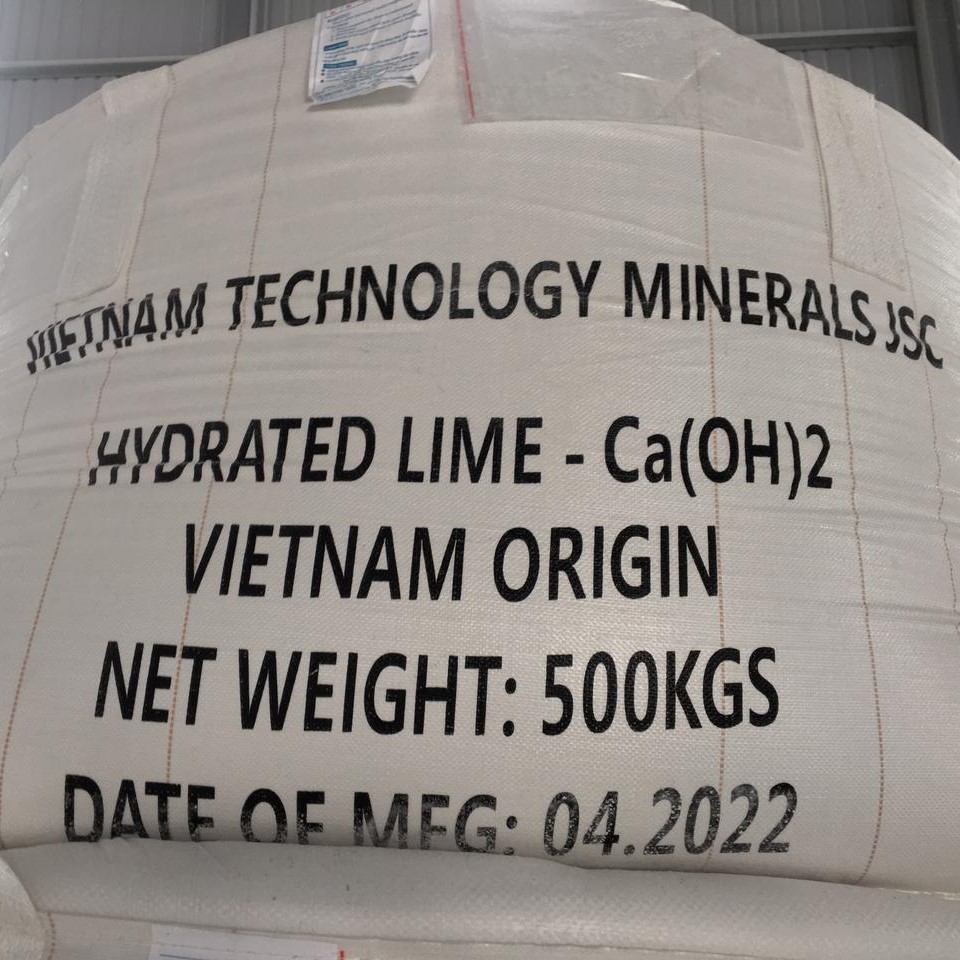 VIETNAM TECHNOLOGY MINERALS JSC
HYDRATED LIME - Ca(OH)2
VIETNAM ORIGIN
NET WEIGHT: 500KGS
DATE OF MFG: 04.2022